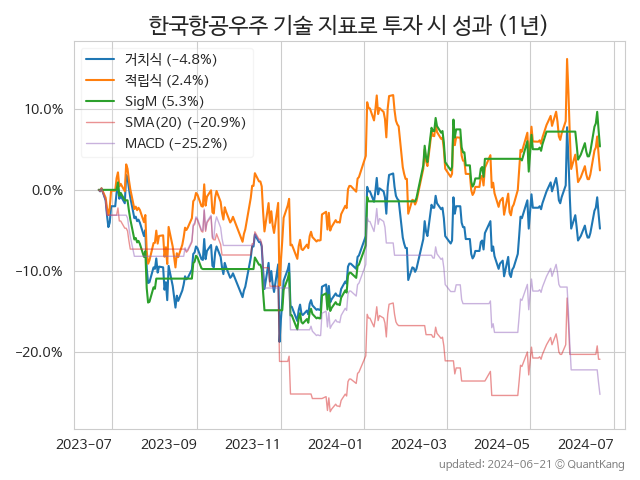 한국항공우주 기술 지표로 투자 시 성과 (1년)
거치식 (−4.8%)
적립식 (2.4%)
SigM (5.3%)
SMA(20) (−20.9%)
MACD (−25.2%)
10.0%
0.0%
−10.0%
−20.0%
2023-07 2023-09 2023-11 2024-01 2024-03 2024-05 2024-07
updated: 2024-06-21 © QuantKang